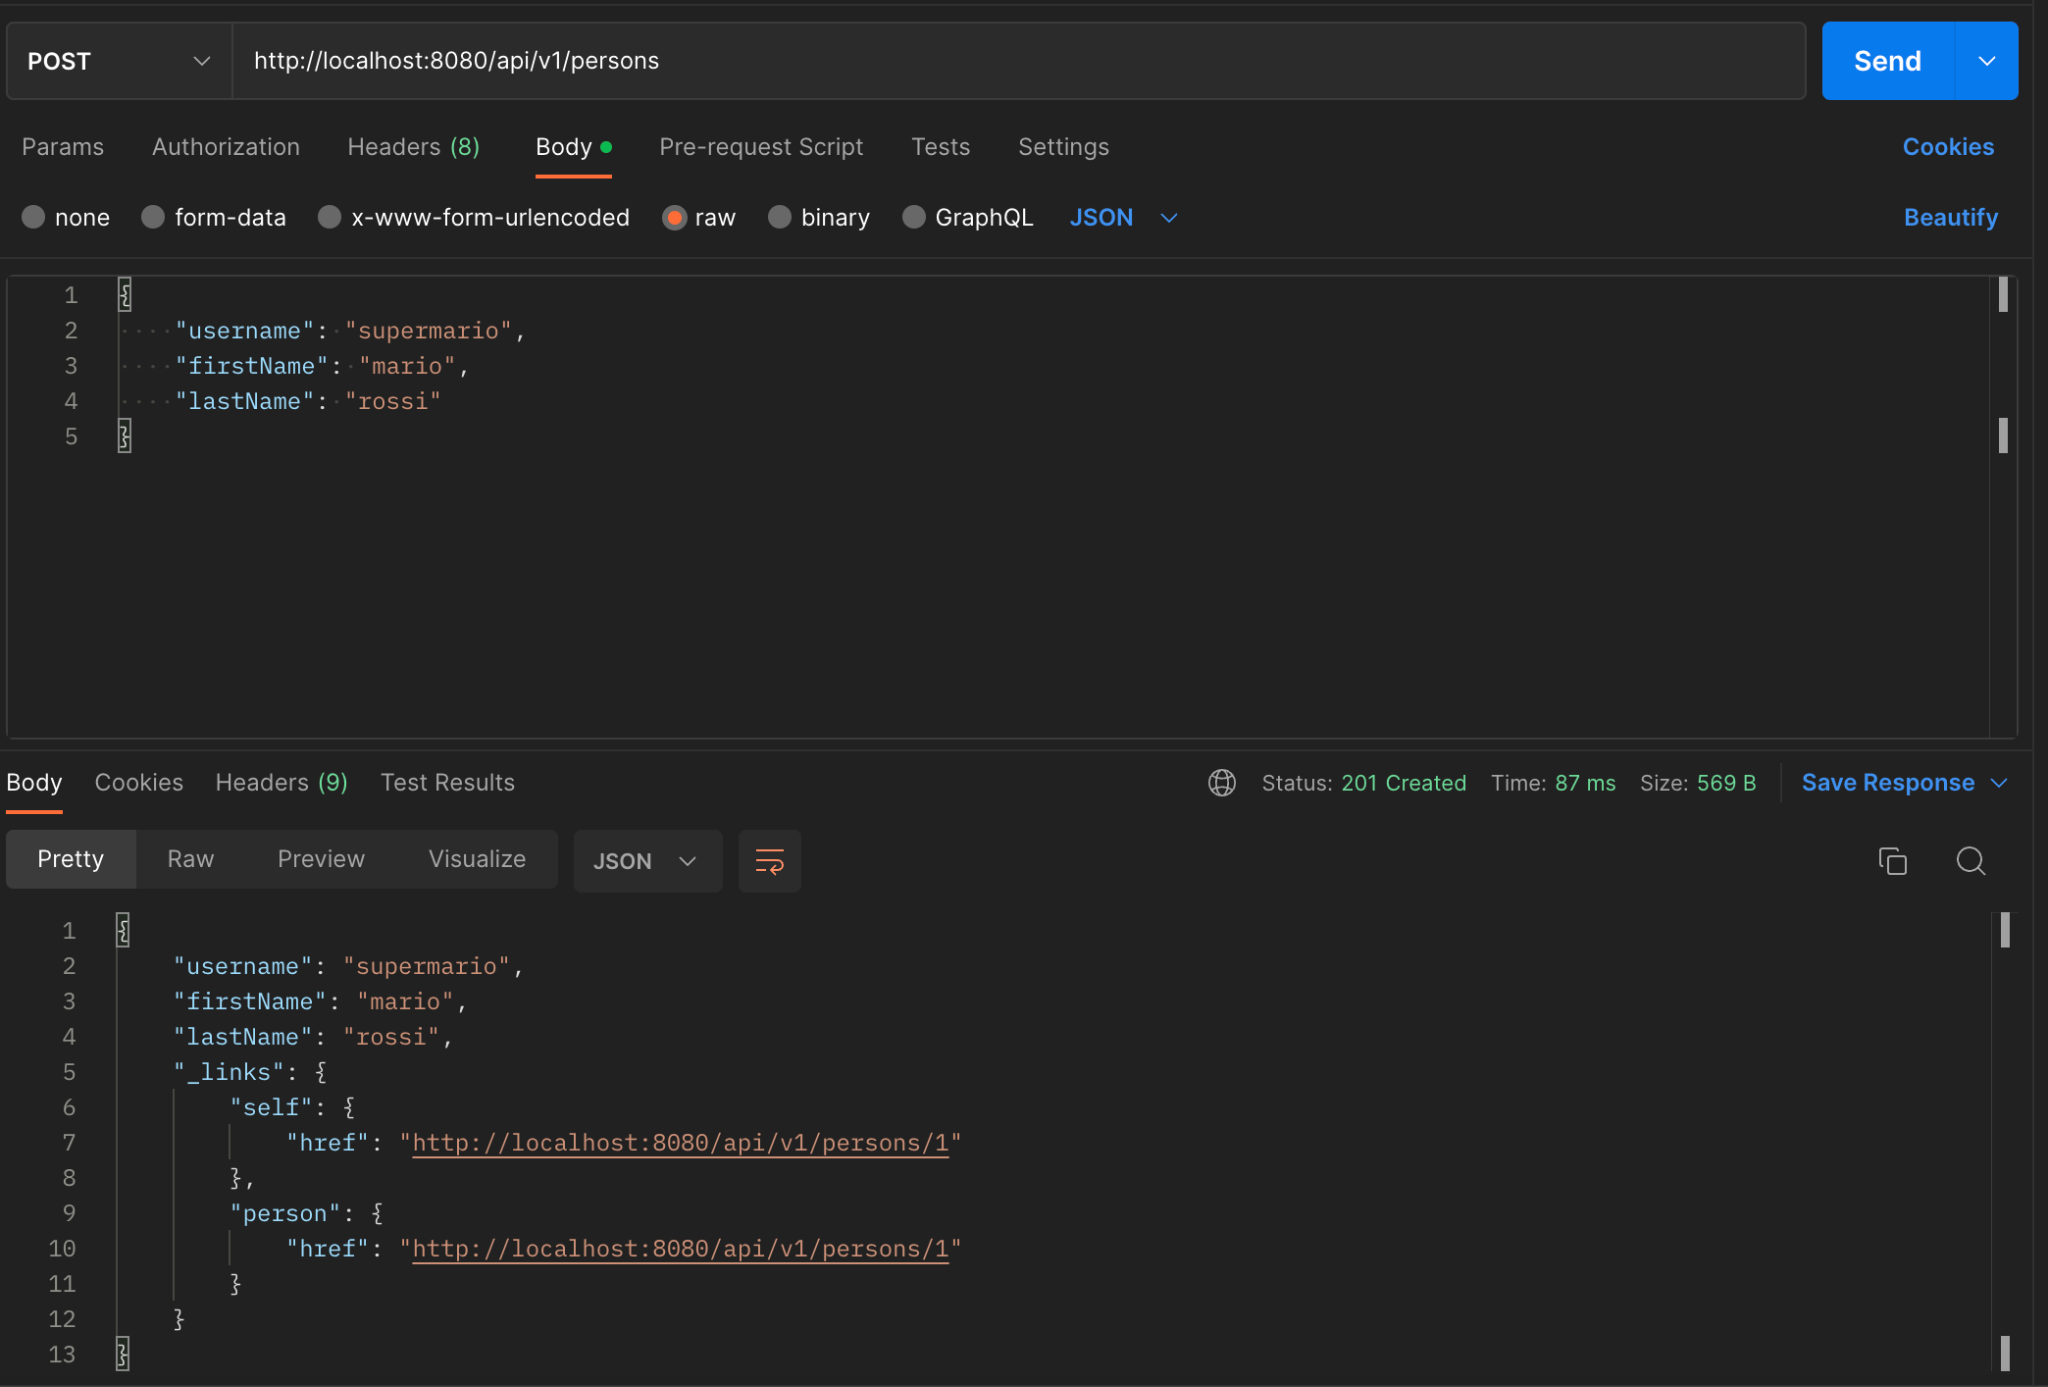 POST http://localhost:8080/api/v1/persons Send
Params Authorization Headers (8) Body Pre-request Script Tests Settings Cookies
none form-data x-www-form-urlencoded raw binary GraphQL JSON Beautify
1 {
2 "username": "supermario",
3 "firstName": "mario",
4 "lastName": "rossi"
5 }
Body Cookies Headers (9) Test Results Status: 201 Created Time: 87 ms Size: 569 B Save Response
Pretty Raw Preview Visualize JSON
1 {
2 "username": "supermario",
3 "firstName": "mario",
4 "lastName": "rossi",
5 "_links": {
6 "self": {
7 "href": "http://localhost:8080/api/v1/persons/1"
8 },
9 "person": {
10 "href": "http://localhost:8080/api/v1/persons/1"
11 }
12 }
13 }